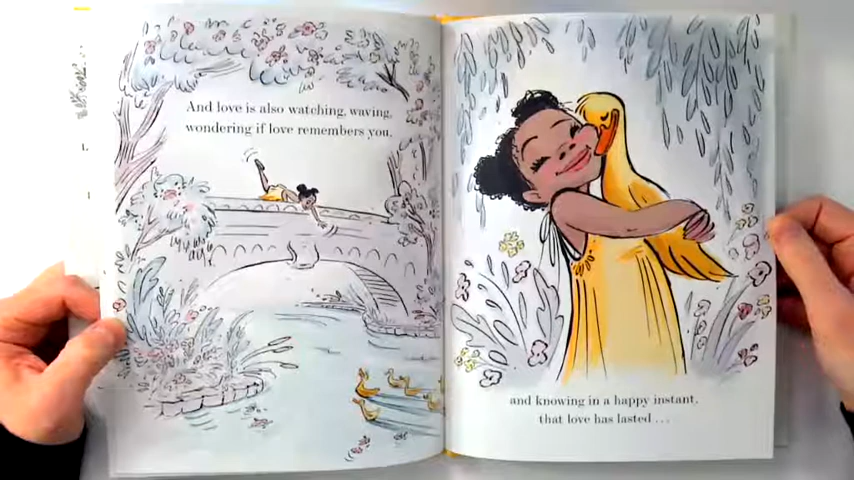 And love is also watching, waving,
wondering if love remembers you,
and knowing in a happy instant,
that love has lasted . . .